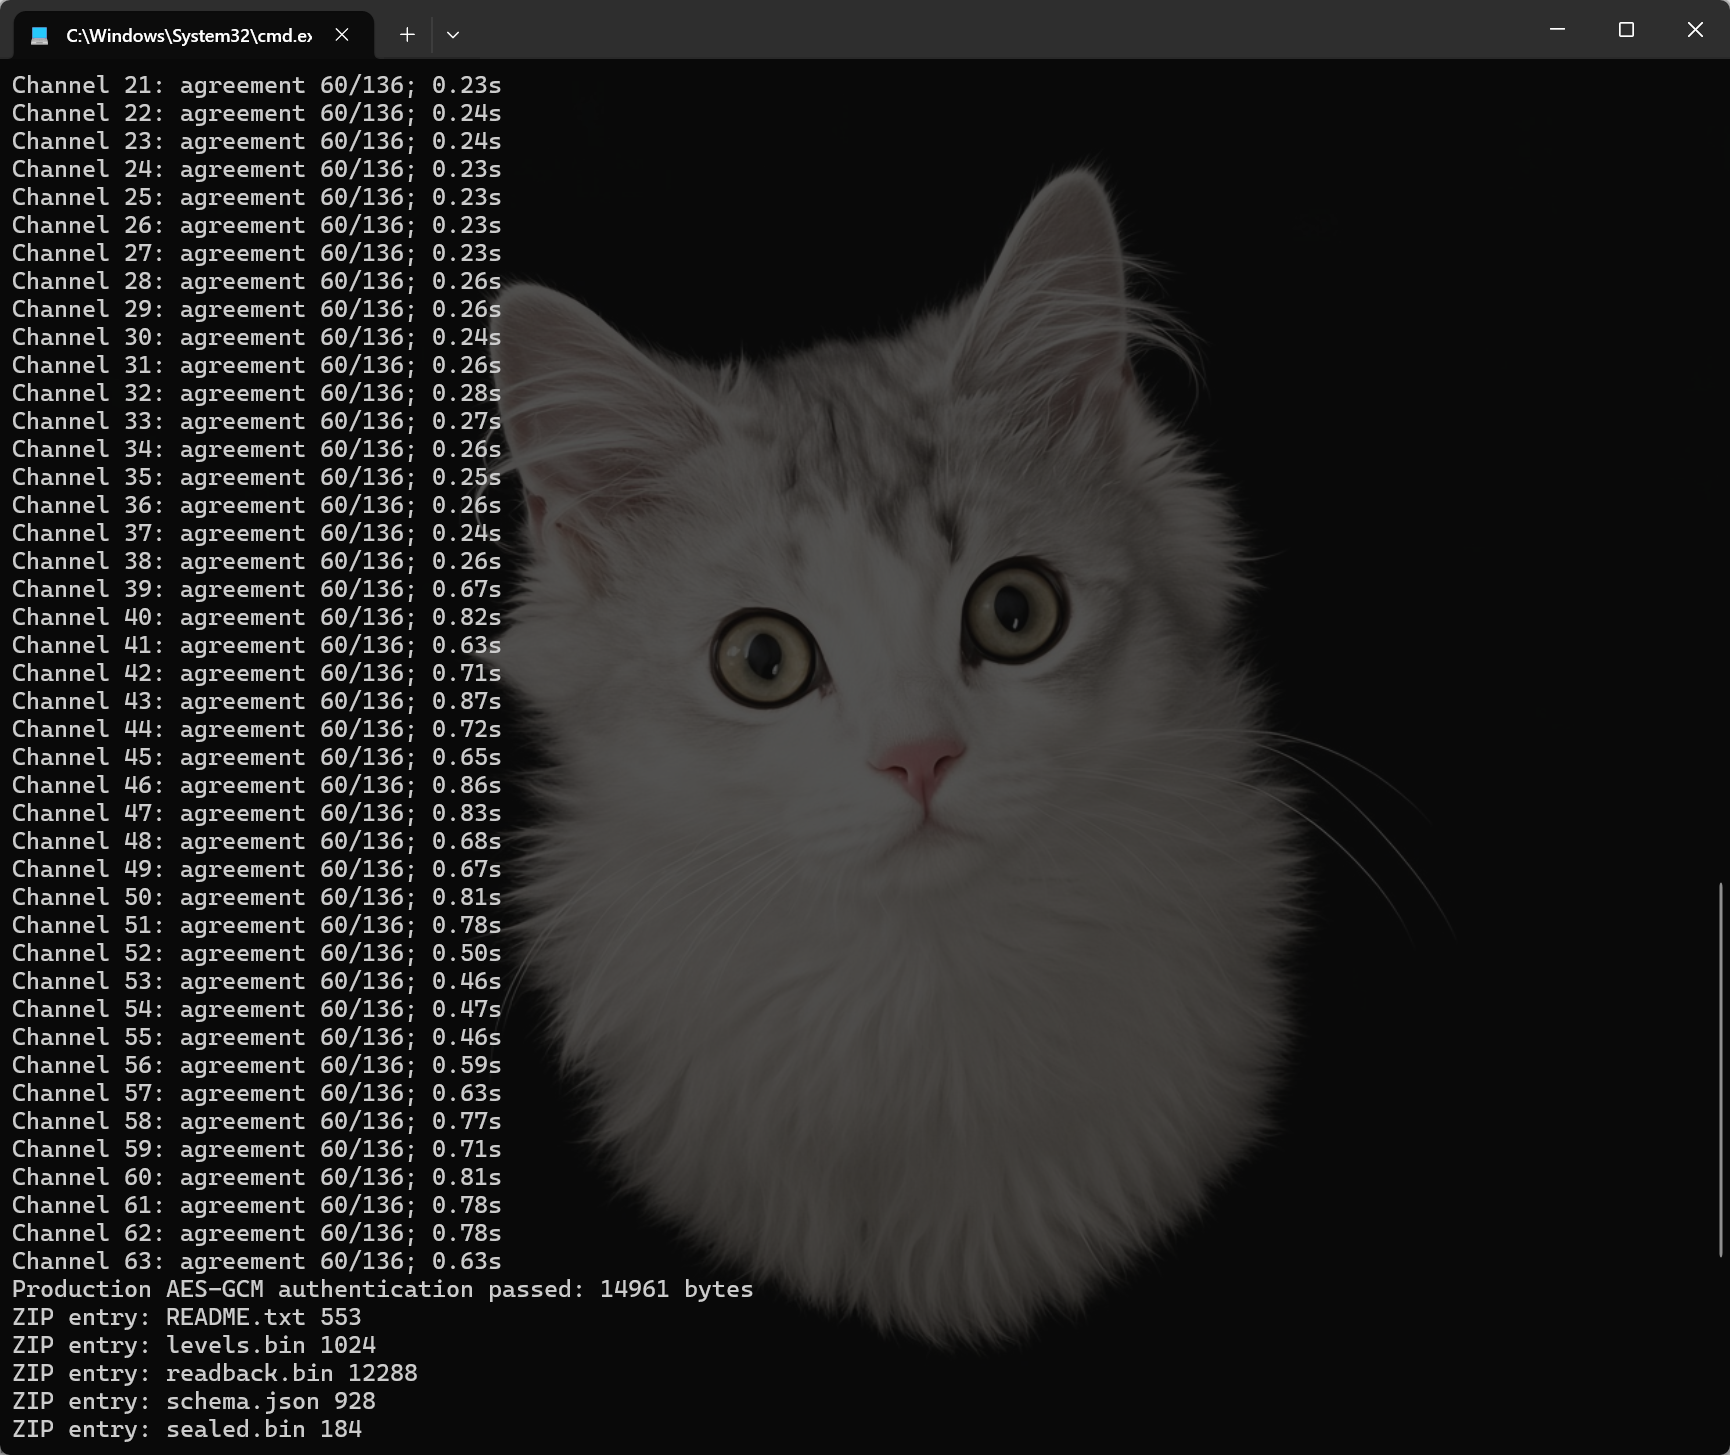 C:\Windows\System32\cmd.ex
Channel 21: agreement 60/136; 0.23s
Channel 22: agreement 60/136; 0.24s
Channel 23: agreement 60/136; 0.24s
Channel 24: agreement 60/136; 0.23s
Channel 25: agreement 60/136; 0.23s
Channel 26: agreement 60/136; 0.23s
Channel 27: agreement 60/136; 0.23s
Channel 28: agreement 60/136; 0.26s
Channel 29: agreement 60/136; 0.26s
Channel 30: agreement 60/136; 0.24s
Channel 31: agreement 60/136; 0.26s
Channel 32: agreement 60/136; 0.28s
Channel 33: agreement 60/136; 0.27s
Channel 34: agreement 60/136; 0.26s
Channel 35: agreement 60/136; 0.25s
Channel 36: agreement 60/136; 0.26s
Channel 37: agreement 60/136; 0.24s
Channel 38: agreement 60/136; 0.26s
Channel 39: agreement 60/136; 0.67s
Channel 40: agreement 60/136; 0.82s
Channel 41: agreement 60/136; 0.63s
Channel 42: agreement 60/136; 0.71s
Channel 43: agreement 60/136; 0.87s
Channel 44: agreement 60/136; 0.72s
Channel 45: agreement 60/136; 0.65s
Channel 46: agreement 60/136; 0.86s
Channel 47: agreement 60/136; 0.83s
Channel 48: agreement 60/136; 0.68s
Channel 49: agreement 60/136; 0.67s
Channel 50: agreement 60/136; 0.81s
Channel 51: agreement 60/136; 0.78s
Channel 52: agreement 60/136; 0.50s
Channel 53: agreement 60/136; 0.46s
Channel 54: agreement 60/136; 0.47s
Channel 55: agreement 60/136; 0.46s
Channel 56: agreement 60/136; 0.59s
Channel 57: agreement 60/136; 0.63s
Channel 58: agreement 60/136; 0.77s
Channel 59: agreement 60/136; 0.71s
Channel 60: agreement 60/136; 0.81s
Channel 61: agreement 60/136; 0.78s
Channel 62: agreement 60/136; 0.78s
Channel 63: agreement 60/136; 0.63s
Production AES-GCM authentication passed: 14961 bytes
ZIP entry: README.txt 553
ZIP entry: levels.bin 1024
ZIP entry: readback.bin 12288
ZIP entry: schema.json 928
ZIP entry: sealed.bin 184